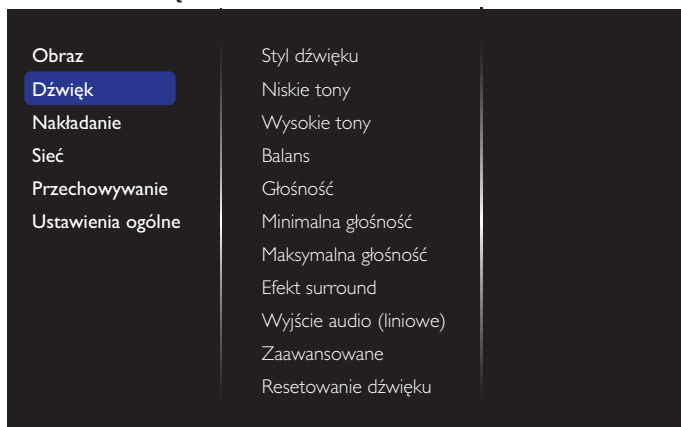 Obraz
Dźwięk
Nakładanie
Sieć
Przechowywanie
Ustawienia ogólne
Styl dźwięku
Niskie tony
Wysokie tony
Balans
Głośność
Minimalna głośność
Maksymalna głośność
Efekt surround
Wyjście audio (liniowe)
Zaawansowane
Resetowanie dźwięku